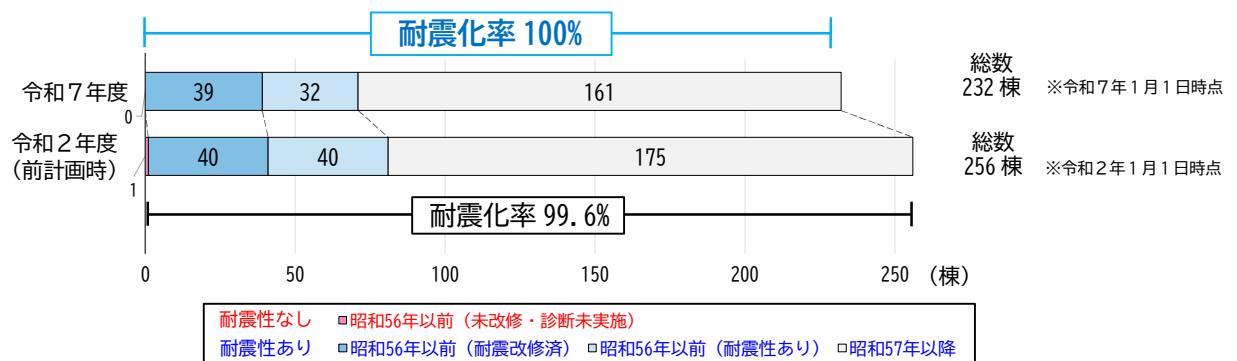 耐震化率 100%
令和７年度
0
39
32
161
総数
232 棟
※令和７年１月１日時点
令和２年度
(前計画時)
1
40
40
175
総数
256 棟
※令和２年１月１日時点
耐震化率 99.6%
0
50
100
150
200
250
(棟)
耐震性なし 昭和56年以前（未改修・診断未実施）
耐震性あり 昭和56年以前（耐震改修済） 昭和56年以前（耐震性あり） 昭和57年以降